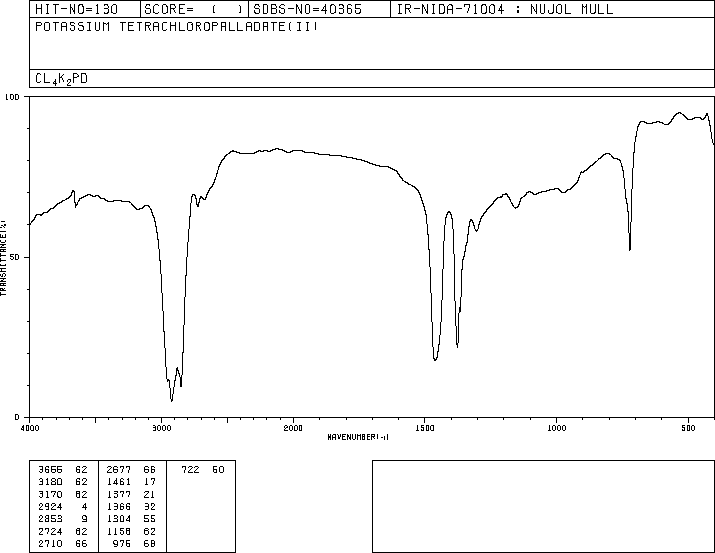 HIT-NO=130 SCORE= ( ) SDBS-NO=40365 IR-NIDA-71004 : NUJOL MULL
POTASSIUM TETRACHLOROPALLADATE(II)
CL4K2PD
100
50
0
TRANSMITTANCE(%)
4000 3000 2000 1500 1000 500
WAVENUMBER(-1)
3655 62 2677 66 722 50
3180 62 1461 17
3170 62 1377 21
2924 4 1366 32
2853 9 1304 55
2724 62 1158 62
2710 66 975 68